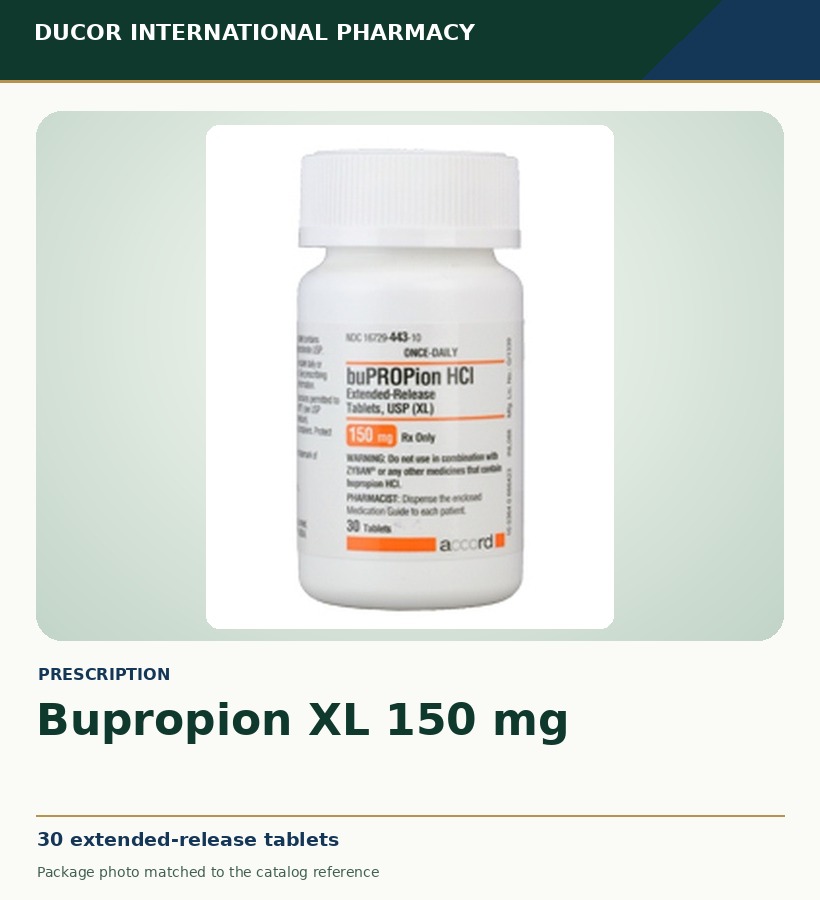 DUCOR INTERNATIONAL PHARMACY
NDC 16729-443-10
ONCE-DAILY
buPROPion HCl
Extended-Release
Tablets, USP (XL)
150 mg Rx Only
WARNING: Do not use in combination with
ZYBAN® or any other medicines that contain
bupropion HCl.
PHARMACIST: Dispense the enclosed
Medication Guide to each patient.
30 Tablets
accord
PRESCRIPTION
Bupropion XL 150 mg
30 extended-release tablets
Package photo matched to the catalog reference